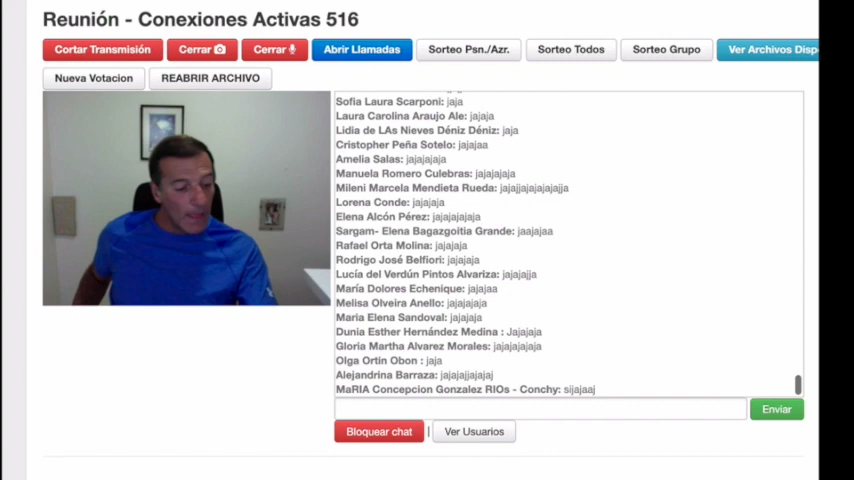 Reunión - Conexiones Activas 516
Cortar Transmisión Cerrar Cerrar Abrir Llamadas Sorteo Psn./Azr. Sorteo Todos Sorteo Grupo Ver Archivos Disp
Nueva Votacion REABRIR ARCHIVO
Sofia Laura Scarponi: jaja
Laura Carolina Araujo Ale: jajaja
Lidia de LAs Nieves Déniz Déniz: jaja
Cristopher Peña Sotelo: jajajaa
Amelia Salas: jajajajaja
Manuela Romero Culebras: jajajajaja
Mileni Marcela Mendieta Rueda: jajajjajajajajajja
Lorena Conde: jajajaja
Elena Alcón Pérez: jajajajajaja
Sargam- Elena Bagazgoitia Grande: jaajajaa
Rafael Orta Molina: jajajaja
Rodrigo José Belfiori: jajajaja
Lucía del Verdún Pintos Alvariza: jajajajja
María Dolores Echenique: jajajaa
Melisa Olveira Anello: jajajajaja
Maria Elena Sandoval: jajajaja
Dunia Esther Hernández Medina : Jajajaja
Gloria Martha Alvarez Morales: jajajajajaja
Olga Ortin Obon : jaja
Alejandrina Barraza: jajajajjajajaj
MaRIA Concepcion Gonzalez RIOs - Conchy: sijajaaj
Enviar
Bloquear chat | Ver Usuarios